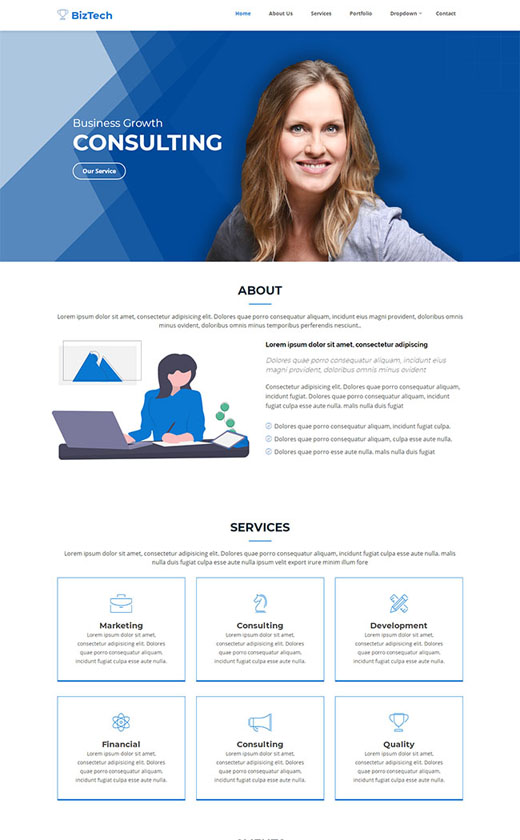 BizTech
Home About Us Services Portfolio Dropdown Contact
Business Growth
CONSULTING
Our Service
ABOUT
Lorem ipsum dolor sit amet, consectetur adipisicing elit. Dolores quae porro consequatur aliquam, incidunt eius magni provident, doloribus omnis
minus ovitem, doloribus omnis minus temporibus perferendis nesciunt..
Lorem ipsum dolor sit amet, consectetur adipiscing
Dolores quae porro consequatur aliquam, incidunt eius
magni provident, doloribus omnis minus ovident
Consectetur adipisicing elit. Dolores quae porro consequatur aliquam,
incidunt fugiat. Dolores quae porro consequatur aliquam, incidunt
fugiat culpa esse aute nulla. malis nulla duis fugiat
Dolores quae porro consequatur aliquam, incidunt fugiat culpa.
Dolores quae porro consequatur aliquam, culpa esse aute nulla.
Dolores quae porro esse aute nulla. malis nulla duis fugiat
SERVICES
Lorem ipsum dolor sit amet, consectetur adipisicing elit. Dolores quae porro consequatur aliquam, incidunt fugiat culpa esse aute nulla. malis
nulla duis fugiat culpa esse aute nulla ipsum velit export irure minim illum fore
Marketing
Lorem ipsum dolor sit amet,
consectetur adipisicing elit. Dolores
quae porro consequatur aliquam,
incidunt fugiat culpa esse aute nulla.
Consulting
Lorem ipsum dolor sit amet,
consectetur adipisicing elit. Dolores
quae porro consequatur aliquam,
incidunt fugiat culpa esse aute nulla.
Development
Lorem ipsum dolor sit amet,
consectetur adipisicing elit. Dolores
quae porro consequatur aliquam,
incidunt fugiat culpa esse aute nulla.
Financial
Lorem ipsum dolor sit amet,
consectetur adipisicing elit. Dolores
quae porro consequatur aliquam,
incidunt fugiat culpa esse aute nulla.
Consulting
Lorem ipsum dolor sit amet,
consectetur adipisicing elit. Dolores
quae porro consequatur aliquam,
incidunt fugiat culpa esse aute nulla.
Quality
Lorem ipsum dolor sit amet,
consectetur adipisicing elit. Dolores
quae porro consequatur aliquam,
incidunt fugiat culpa esse aute nulla.